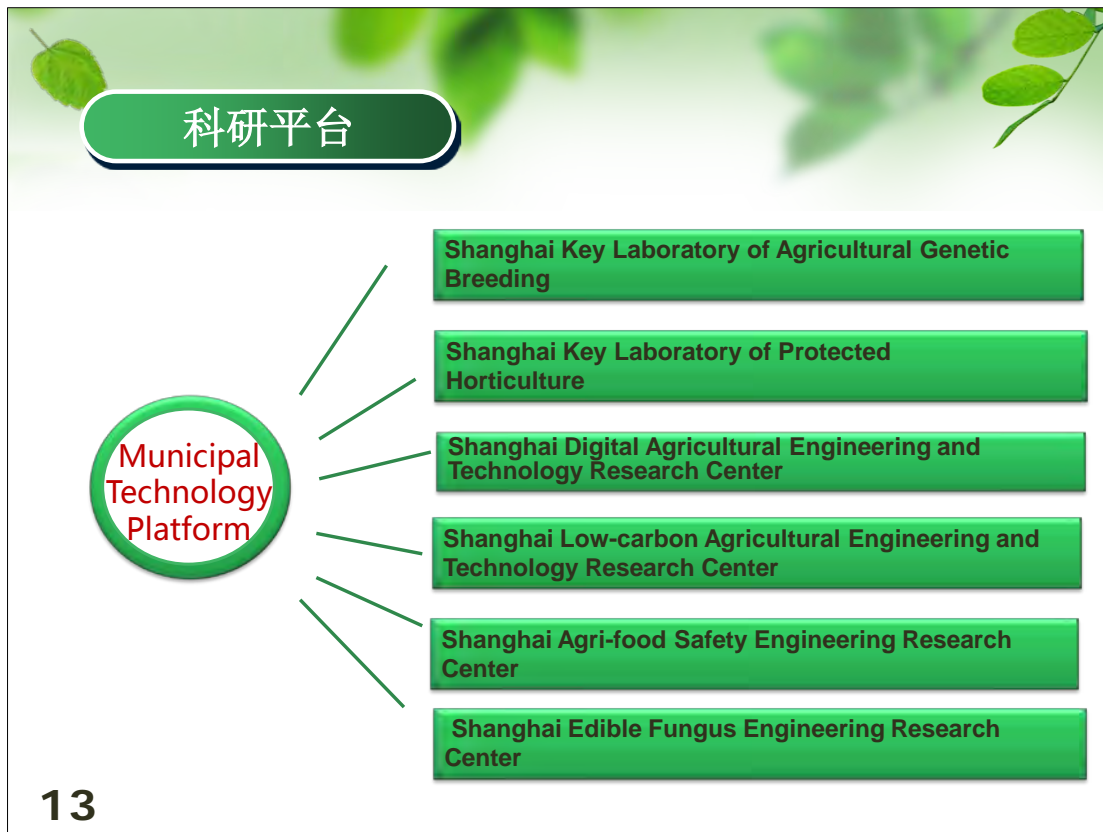 科研平台
Municipal
Technology
Platform
Shanghai Key Laboratory of Agricultural Genetic
Breeding
Shanghai Key Laboratory of Protected
Horticulture
Shanghai Digital Agricultural Engineering and
Technology Research Center
Shanghai Low-carbon Agricultural Engineering and
Technology Research Center
Shanghai Agri-food Safety Engineering Research
Center
Shanghai Edible Fungus Engineering Research
Center
13